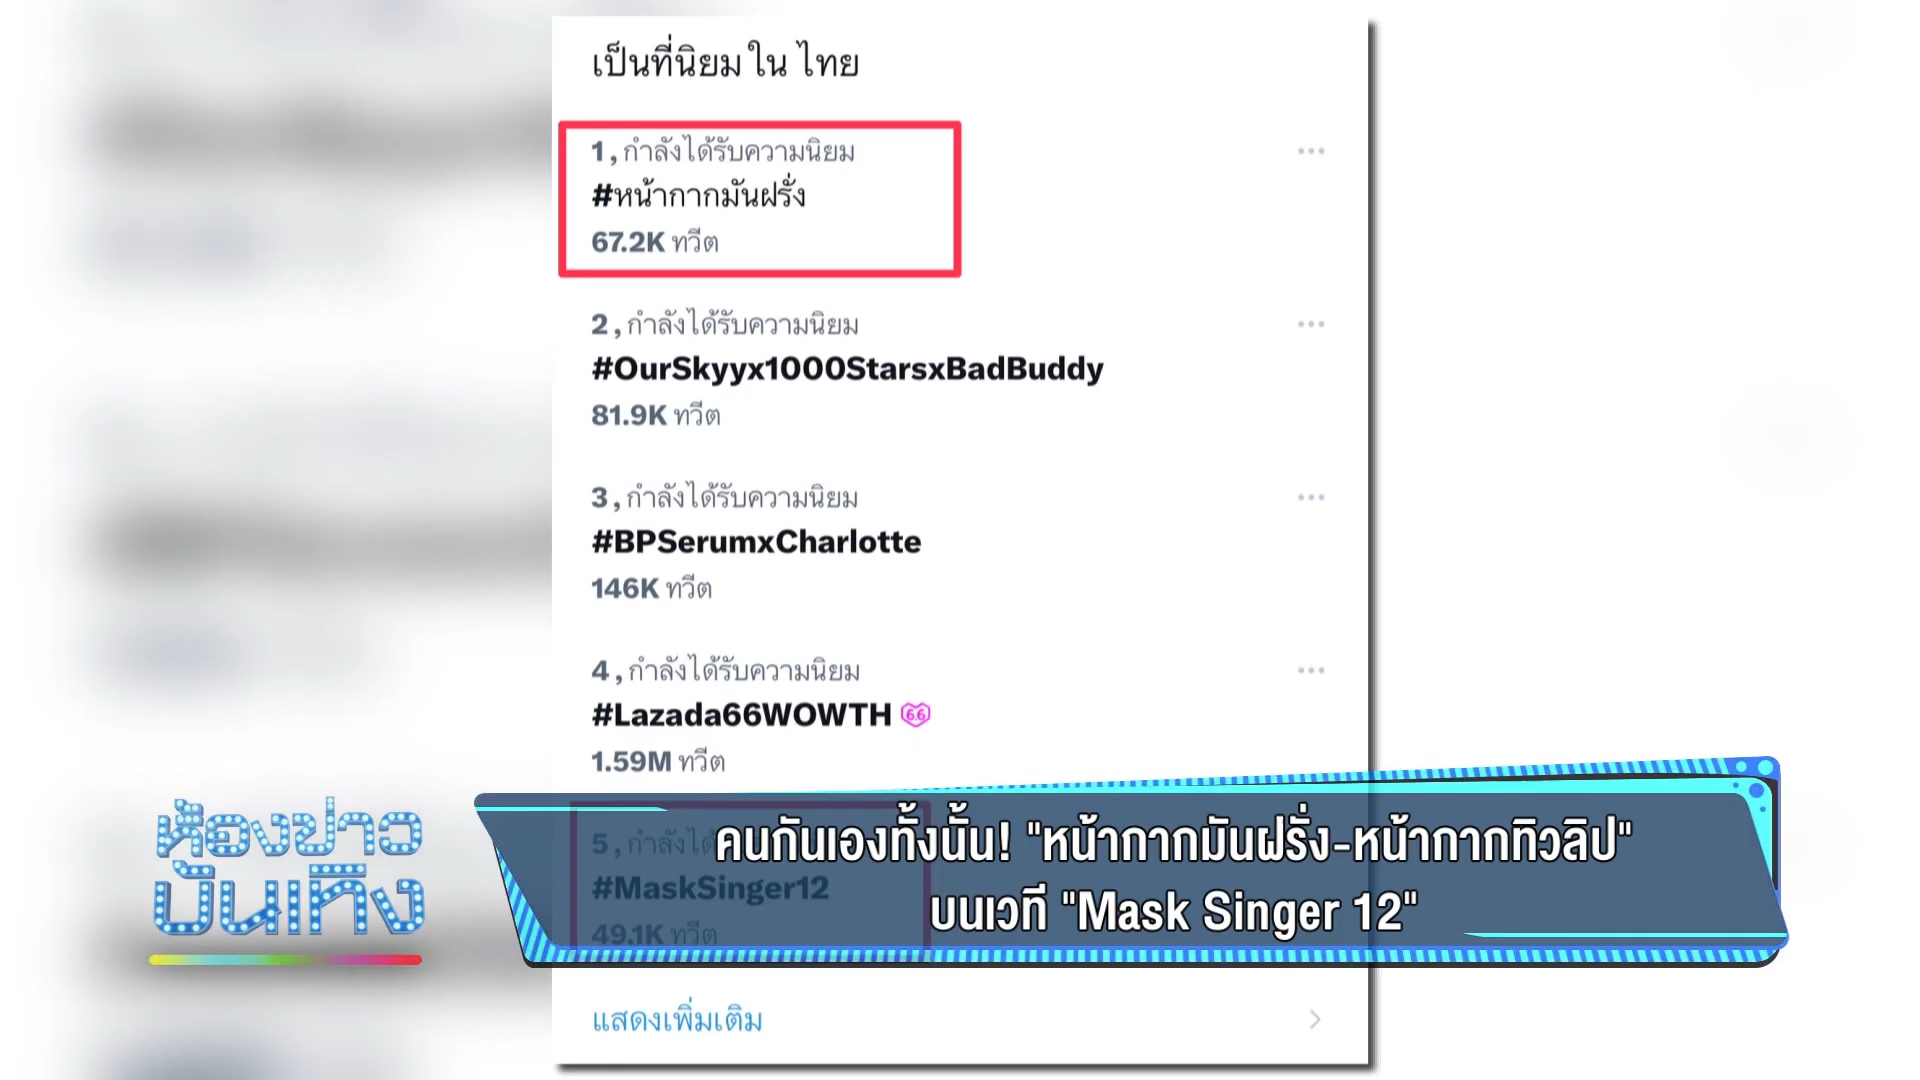 เป็นที่นิยมใน ไทย
1, กำลังได้รับความนิยม
#หน้ากากมันฝรั่ง
67.2K ทวีต
2, กำลังได้รับความนิยม
#OurSkyyx1000StarsxBadBuddy
81.9K ทวีต
3, กำลังได้รับความนิยม
#BPSerumxCharlotte
146K ทวีต
4, กำลังได้รับความนิยม
#Lazada66WOWTH 6.6
1.59M ทวีต
5, กำลังได้
#MaskSinger12
49.1K ทวีต
แสดงเพิ่มเติม
ห้องข่าว
บันเทิง
คนกันเองทั้งนั้น! "หน้ากากมันฝรั่ง-หน้ากากทิวลิป"
บนเวที "Mask Singer 12"